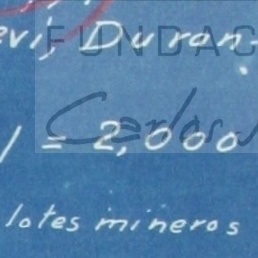 evi, Duran-
FUNDAC
Carlos
1 = 2,000
lotes mineros